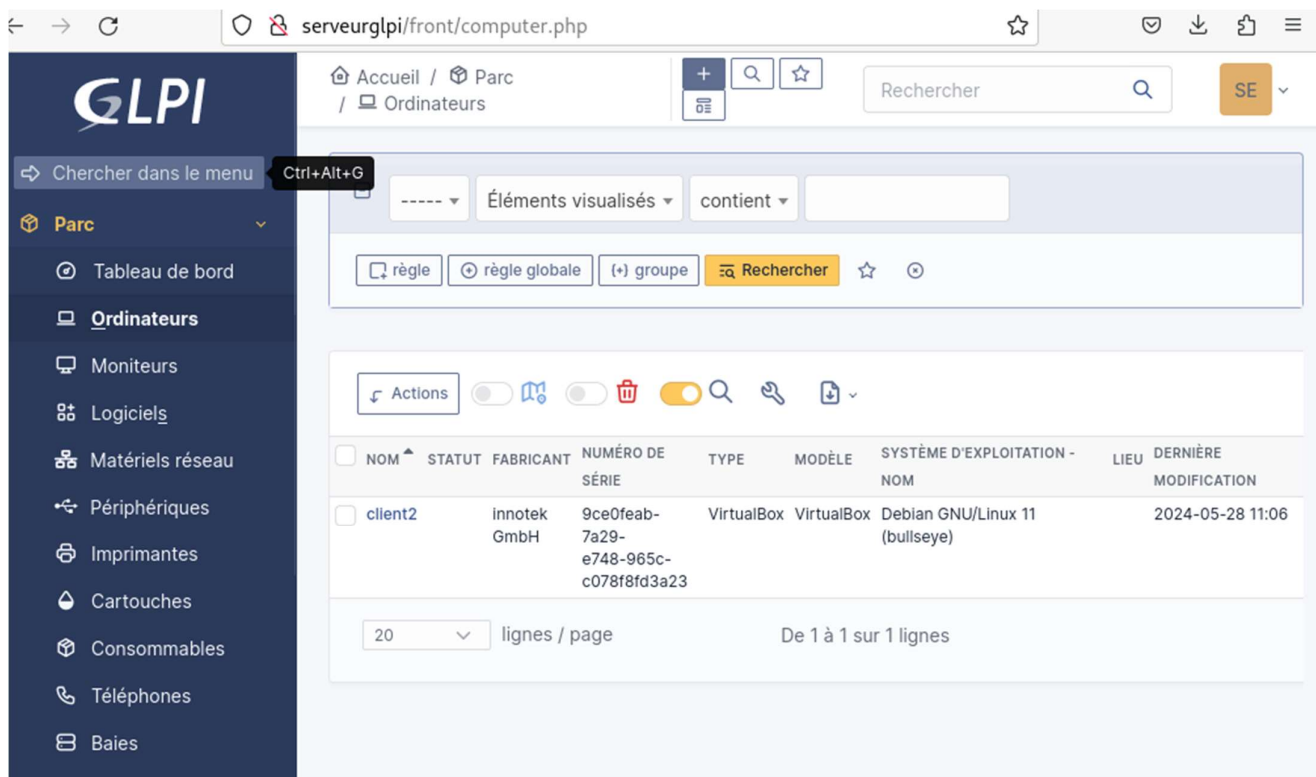 serveurglpi/front/computer.php
GLPI
Chercher dans le menu
Ctrl+Alt+G
Parc
Tableau de bord
Ordinateurs
Moniteurs
Logiciels
Matériels réseau
Périphériques
Imprimantes
Cartouches
Consommables
Téléphones
Baies
Accueil / Parc
/ Ordinateurs
Rechercher
SE
----- Éléments visualisés contient
règle règle globale groupe Rechercher
Actions
NOM STATUT FABRICANT NUMÉRO DE SÉRIE TYPE MODÈLE SYSTÈME D'EXPLOITATION - NOM LIEU DERNIÈRE MODIFICATION
client2 innotek GmbH 9ce0feab-7a29-e748-965c-c078f8fd3a23 VirtualBox VirtualBox Debian GNU/Linux 11 (bullseye) 2024-05-28 11:06
20 lignes / page De 1 à 1 sur 1 lignes